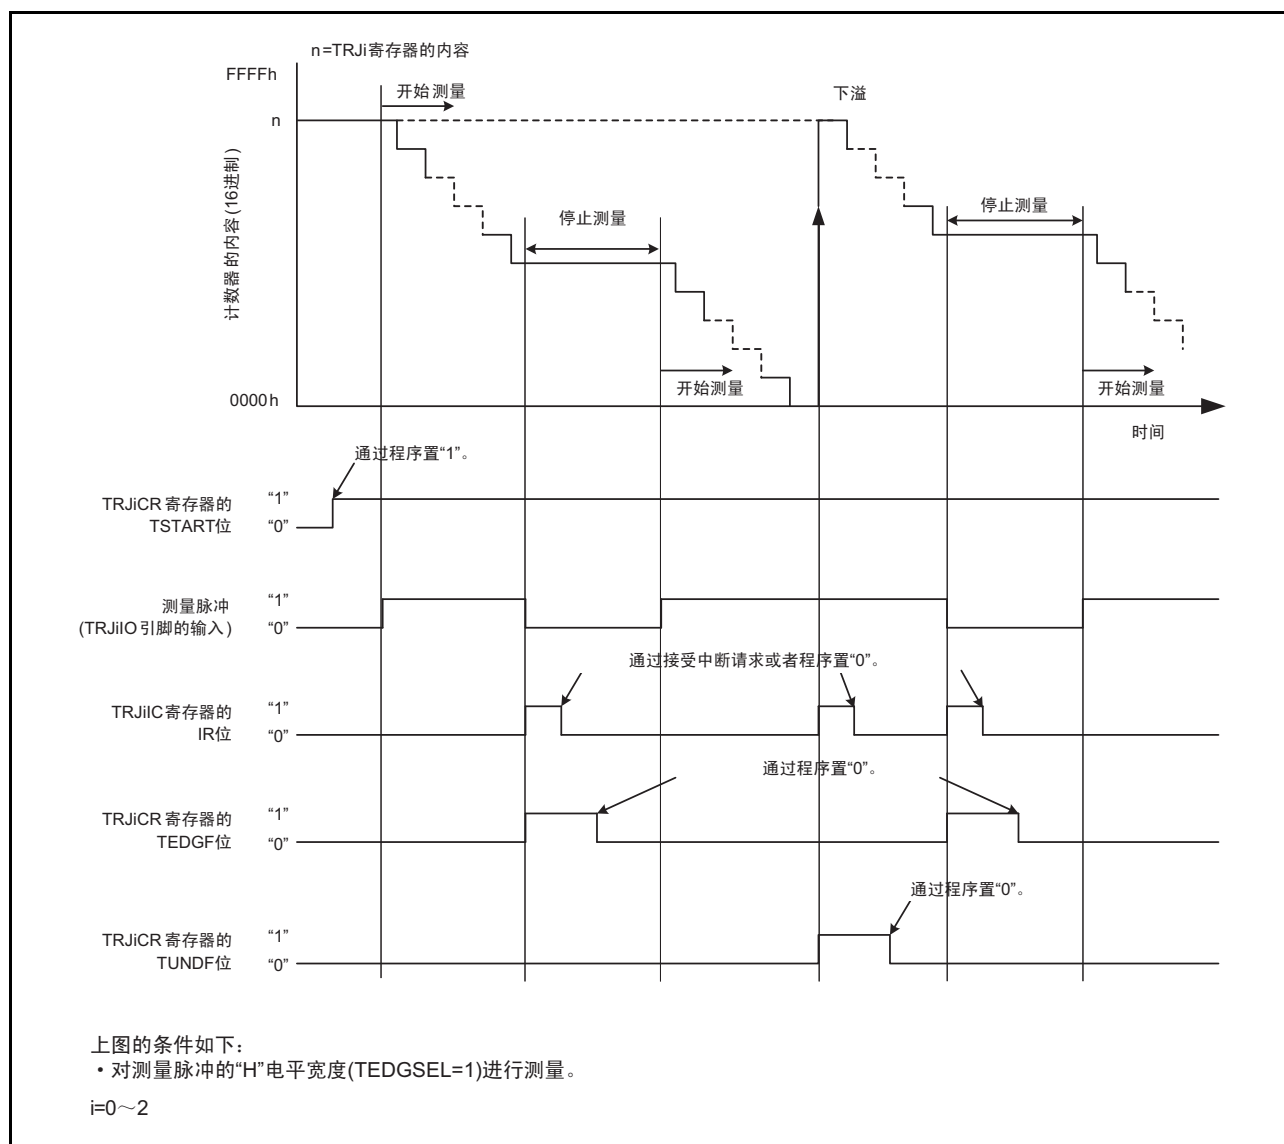 n=TRJi寄存器的内容
FFFFh
开始测量
下溢
n
计数器的内容(16进制)
停止测量
停止测量
开始测量
开始测量
0000h
时间
通过程序置“1”。
TRJiCR寄存器的
TSTART位
“1”
“0”
测量脉冲
(TRJiIO引脚的输入)
“1”
“0”
通过接受中断请求或者程序置“0”。
TRJiIC寄存器的
IR位
“1”
“0”
通过程序置“0”。
TRJiCR寄存器的
TEDGF位
“1”
“0”
通过程序置“0”。
TRJiCR寄存器的
TUNDF位
“1”
“0”
上图的条件如下：
•对测量脉冲的“H”电平宽度(TEDGSEL=1)进行测量。
i=0～2